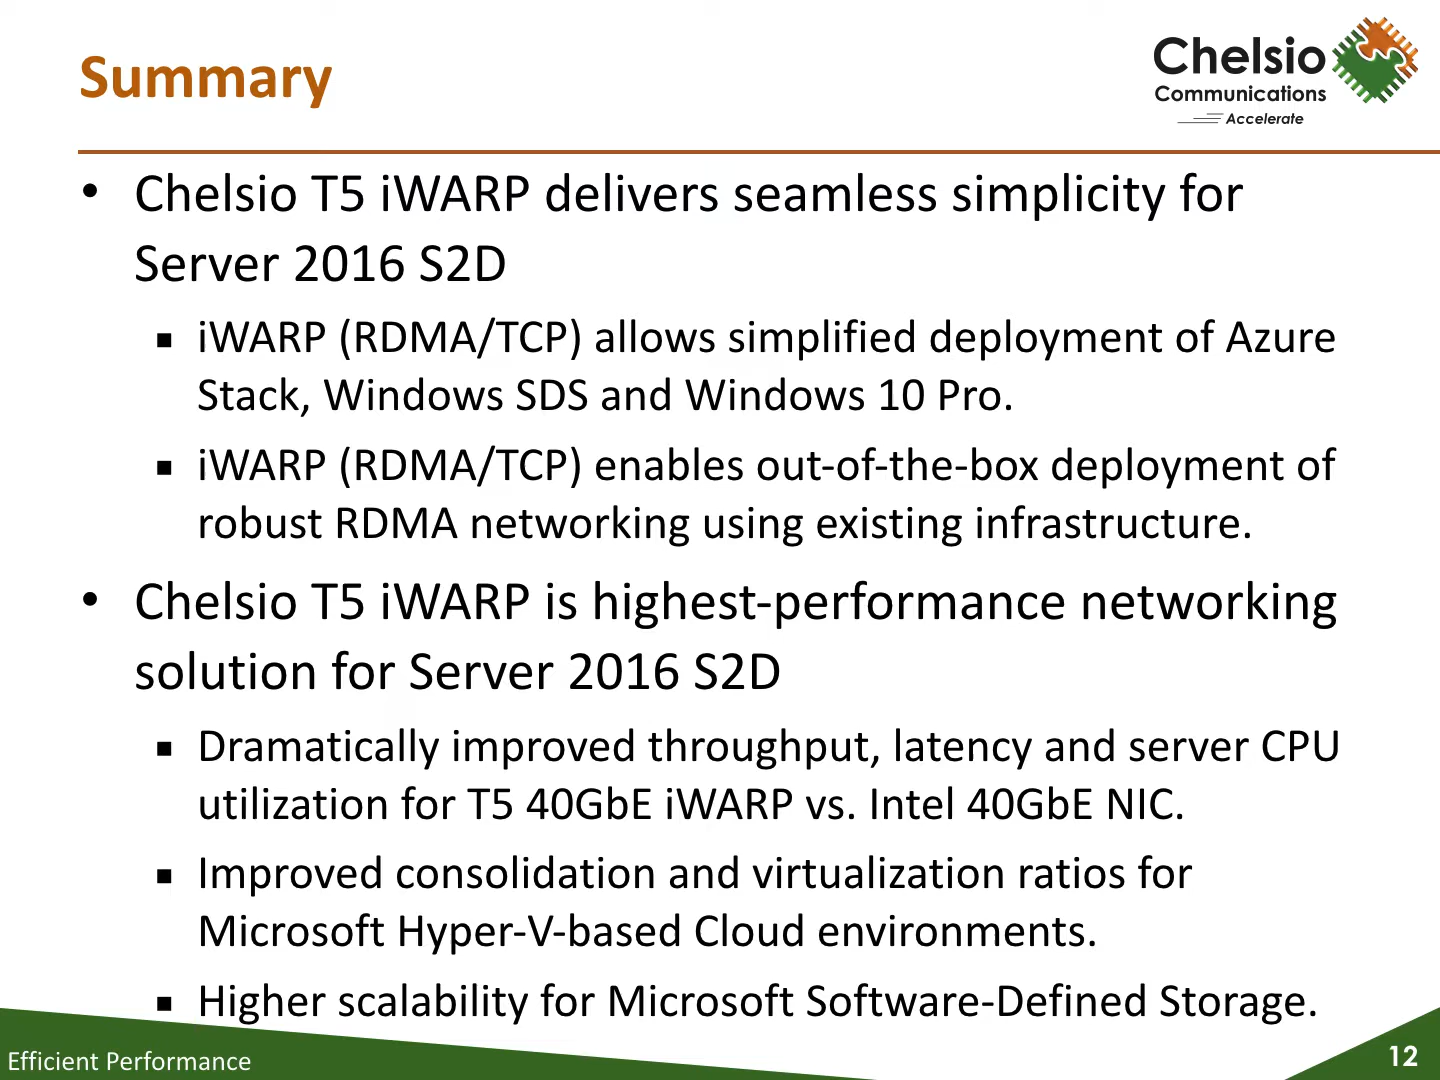 Summary
Chelsio
Communications
Accelerate
• Chelsio T5 iWARP delivers seamless simplicity for
Server 2016 S2D
▪ iWARP (RDMA/TCP) allows simplified deployment of Azure
Stack, Windows SDS and Windows 10 Pro.
▪ iWARP (RDMA/TCP) enables out-of-the-box deployment of
robust RDMA networking using existing infrastructure.
• Chelsio T5 iWARP is highest-performance networking
solution for Server 2016 S2D
▪ Dramatically improved throughput, latency and server CPU
utilization for T5 40GbE iWARP vs. Intel 40GbE NIC.
▪ Improved consolidation and virtualization ratios for
Microsoft Hyper-V-based Cloud environments.
▪ Higher scalability for Microsoft Software-Defined Storage.
Efficient Performance
12